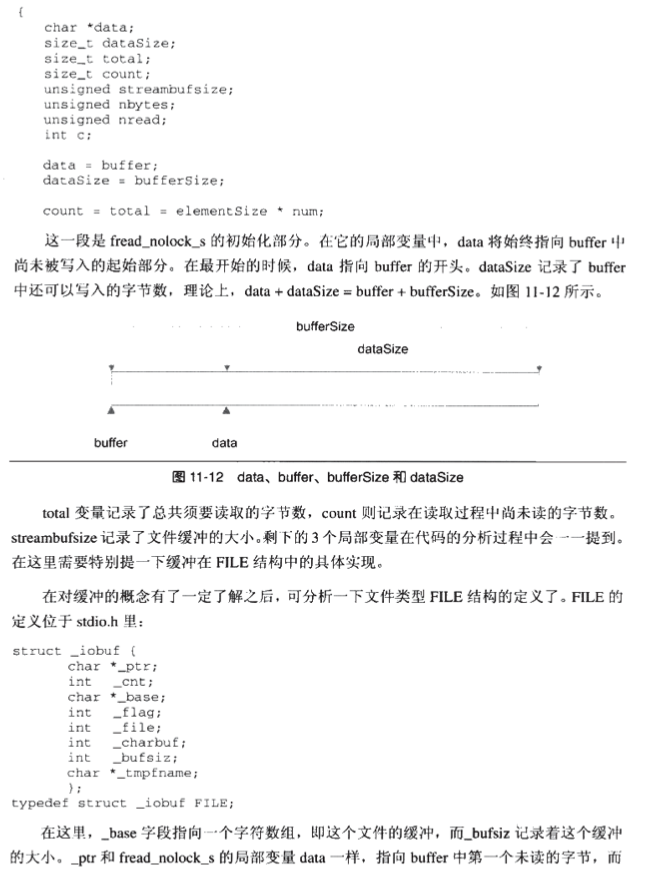 {
char *data;
size_t dataSize;
size_t total;
size_t count;
unsigned streambufsize;
unsigned nbytes;
unsigned nread;
int c;
data = buffer;
dataSize = bufferSize;
count = total = elementSize * num;
这一段是 fread_nolock_s 的初始化部分。在它的局部变量中，data 将始终指向 buffer 中
尚未被写入的起始部分。在最开始的时候，data 指向 buffer 的开头。dataSize 记录了 buffer
中还可以写入的字节数，理论上，data + dataSize = buffer + bufferSize。如图 11-12 所示。
bufferSize
dataSize
buffer data
图 11-12 data、buffer、bufferSize 和 dataSize
total 变量记录了总共须要读取的字节数，count 则记录在读取过程中尚未读的字节数。
streambufsize 记录了文件缓冲的大小。剩下的 3 个局部变量在代码的分析过程中会一一提到。
在这里需要特别提一下缓冲在 FILE 结构中的具体实现。
在对缓冲的概念有了一定了解之后，可分析一下文件类型 FILE 结构的定义了。FILE 的
定义位于 stdio.h 里：
struct _iobuf {
char *_ptr;
int _cnt;
char *_base;
int _flag;
int _file;
int _charbuf;
int _bufsiz;
char *_tmpfname;
};
typedef struct _iobuf FILE;
在这里，_base 字段指向一个字符数组，即这个文件的缓冲，而_bufsiz 记录着这个缓冲
的大小。_ptr 和 fread_nolock_s 的局部变量 data 一样，指向 buffer 中第一个未读的字节，而